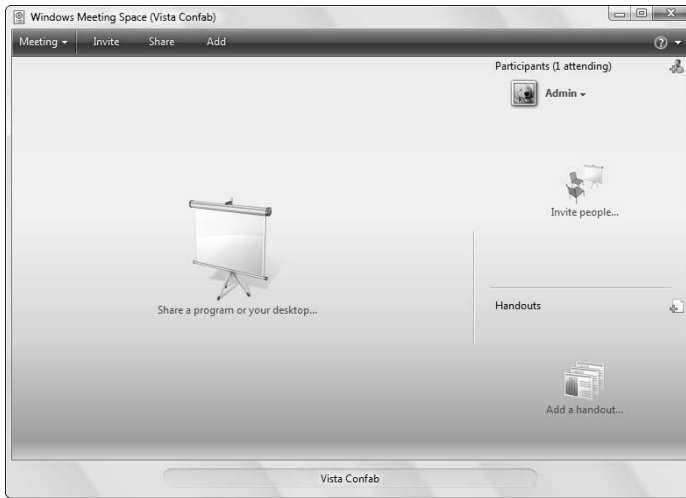 Windows Meeting Space (Vista Confab)
Meeting Invite Share Add
Participants (1 attending)
Admin
Invite people...
Share a program or your desktop...
Handouts
Add a handout...
Vista Confab